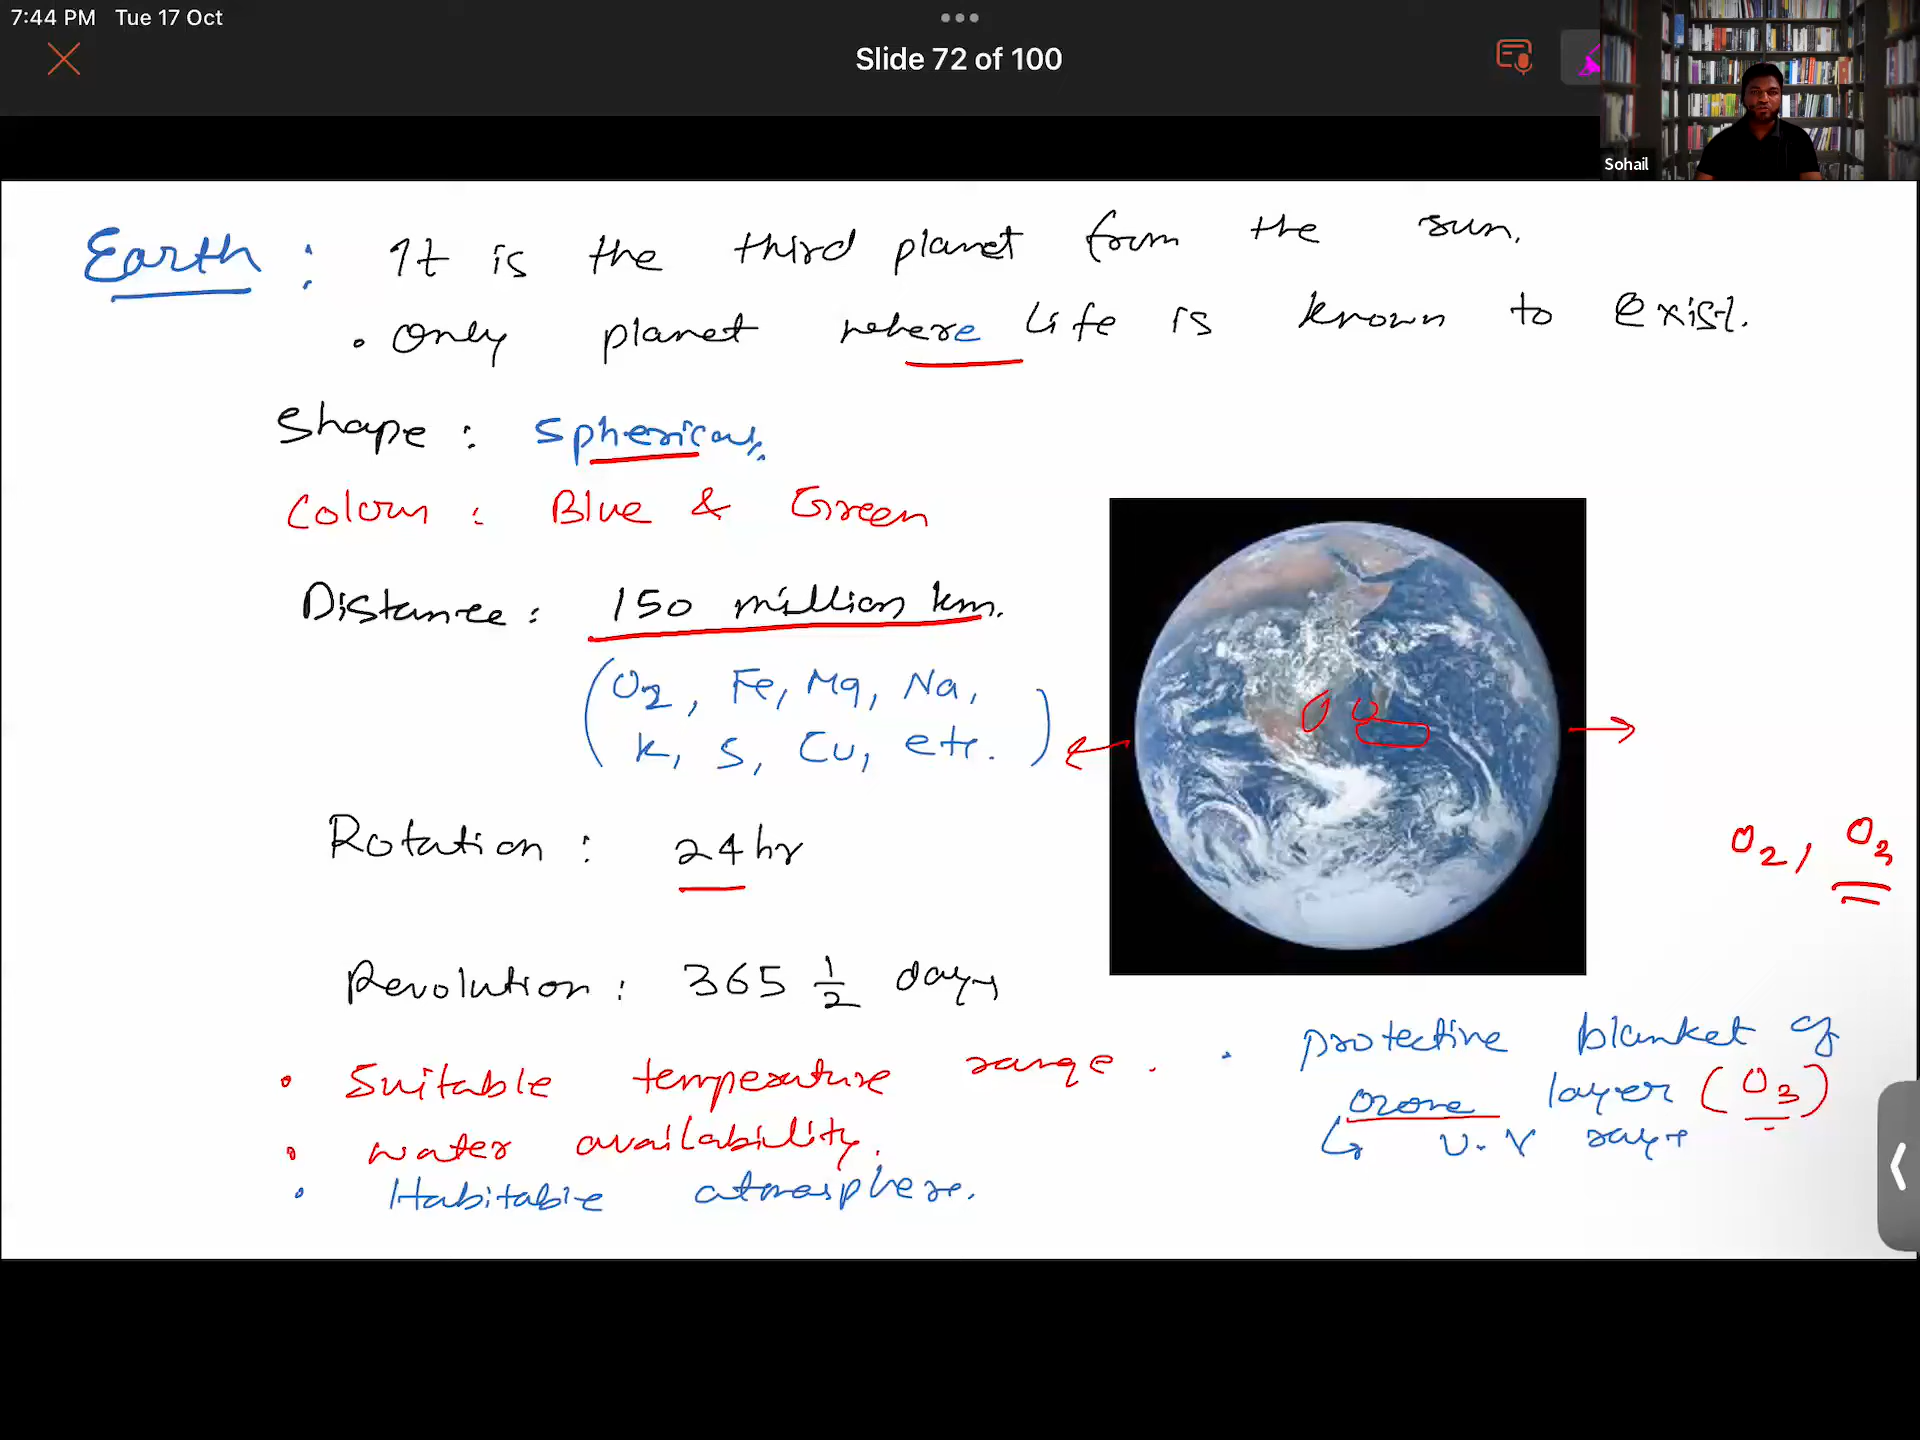 7:44 PM Tue 17 Oct
Slide 72 of 100
Sohail
Earth : It is the third planet from the sun.
• Only planet where life is known to exist.
Shape : Spherical.
Colour : Blue & Green
Distance : 150 million km.
(O2, Fe, Mg, Na,
K, S, Cu, etc.)
Rotation : 24 hr
O2, O3
Revolution : 365 1/2 days
• Suitable temperature range.
• water availability.
• Habitable atmosphere.
• protective blanket of
ozone layer (O3)
↳ U.V rays